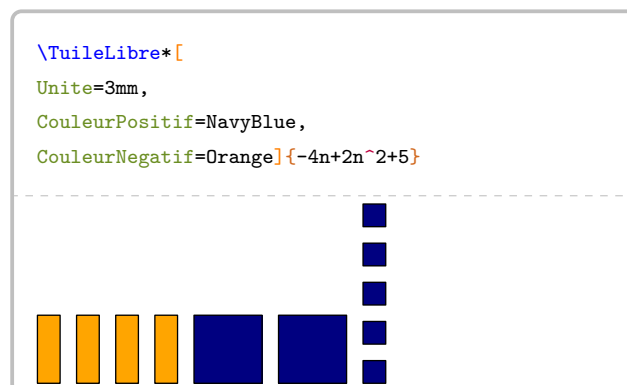 \TuileLibre*[
Unite=3mm,
CouleurPositif=NavyBlue,
CouleurNegatif=Orange]{-4n+2n^2+5}